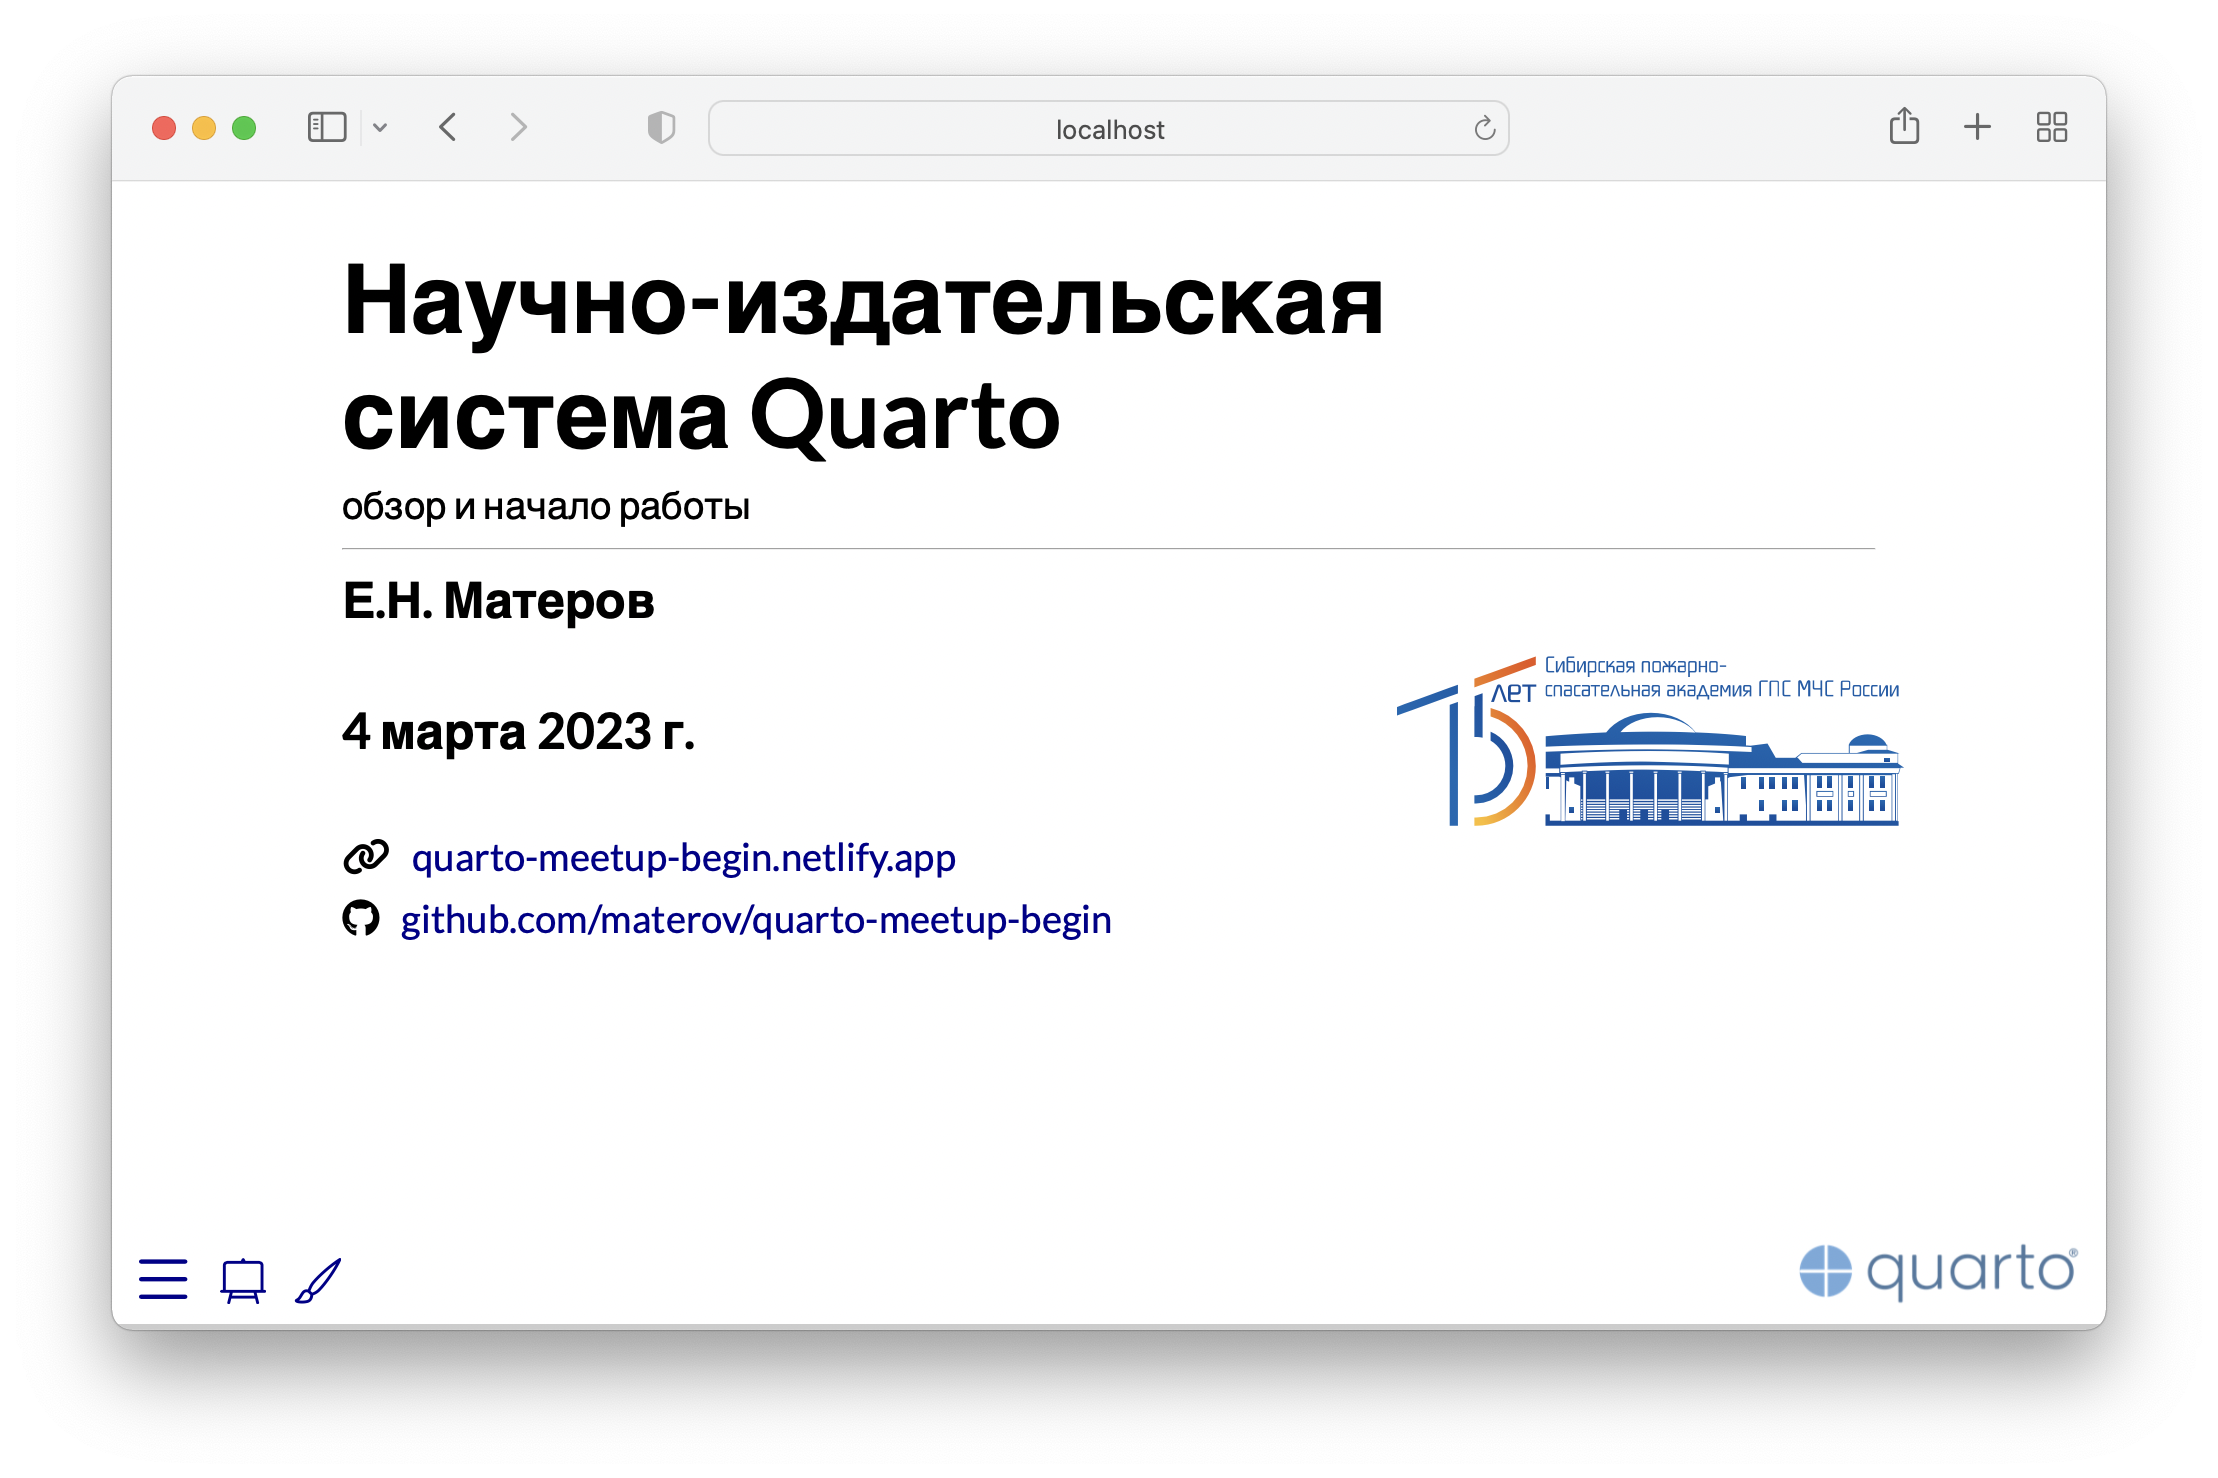 localhost
Научно-издательская
система Quarto
обзор и начало работы
Е.Н. Матеров
4 марта 2023 г.
15 лет
Сибирская пожарно-
спасательная академия ГПС МЧС России
quarto-meetup-begin.netlify.app
github.com/materov/quarto-meetup-begin
quarto®